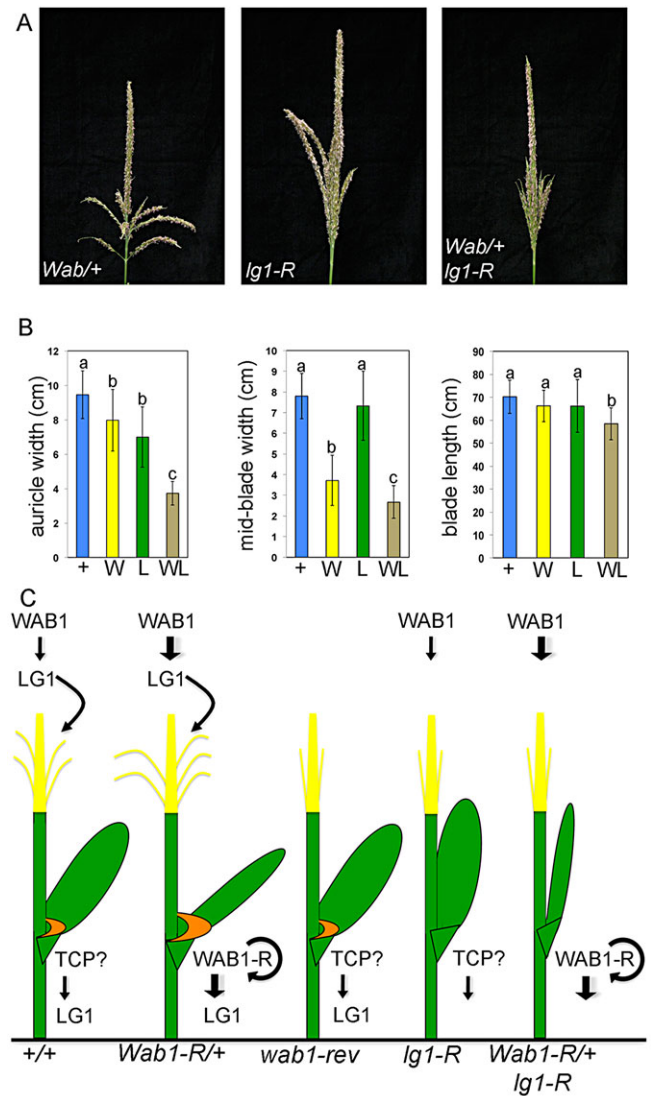 A
Wab/+
lg1-R
Wab/+
lg1-R
B
auricle width (cm)
12
10
8
6
4
2
0
a
b
b
c
+ W L WL
mid-blade width (cm)
10
9
8
7
6
5
4
3
2
1
0
a
b
a
c
+ W L WL
blade length (cm)
90
80
70
60
50
40
30
20
10
0
a
a
a
b
+ W L WL
C
WAB1 WAB1 WAB1 WAB1
LG1 LG1
TCP? WAB1-R TCP? TCP? WAB1-R
LG1 LG1 LG1
+/+ Wab1-R/+ wab1-rev lg1-R Wab1-R/+
lg1-R